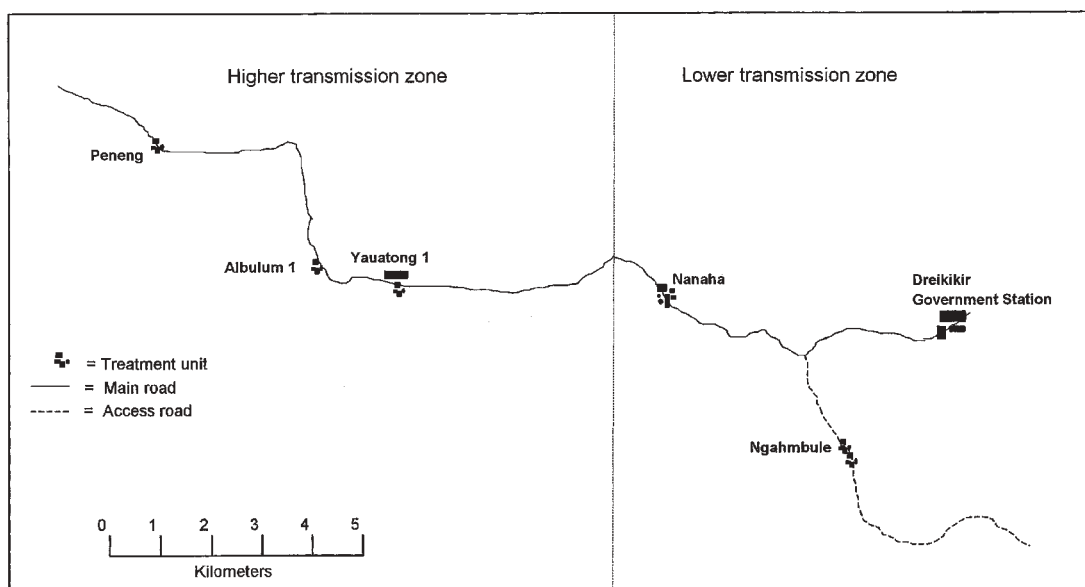 Higher transmission zone
Lower transmission zone
Peneng
Albulum 1
Yauatong 1
Nanaha
Dreikikir
Government Station
= Treatment unit
= Main road
= Access road
Ngahmbule
0 1 2 3 4 5
Kilometers